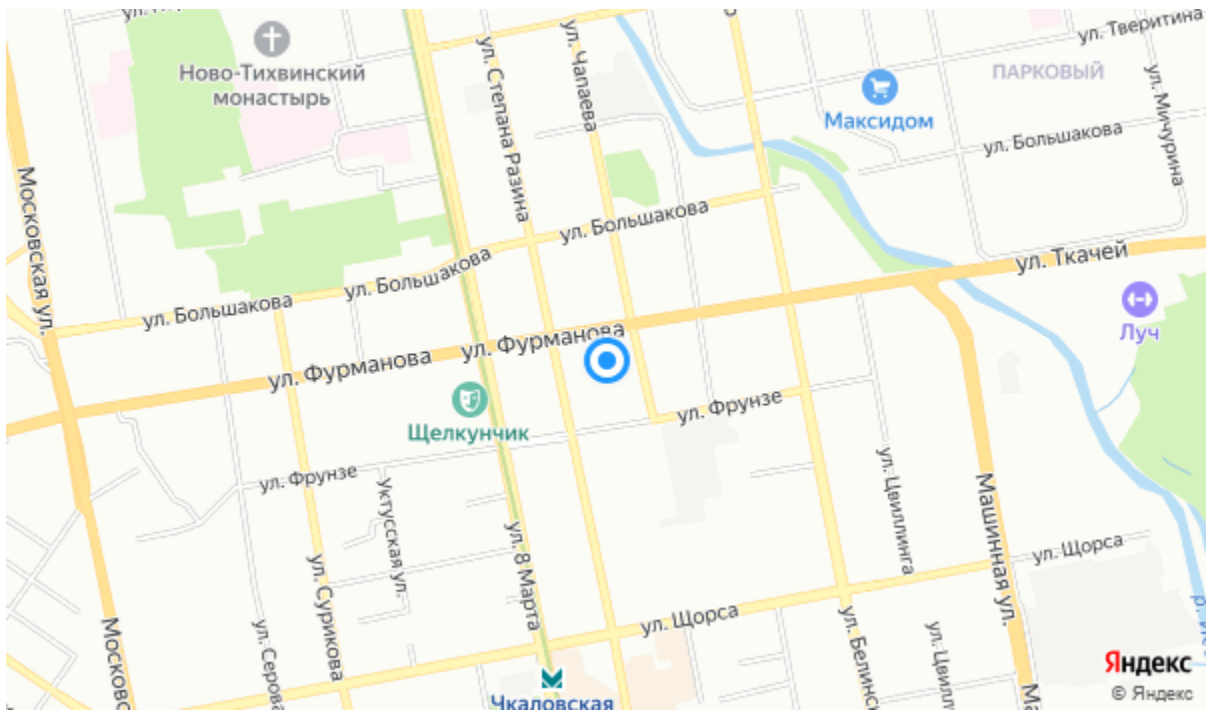 ул. Тверитина
Ново-Тихвинский
монастырь
ул. Степана Разина
ул. Чапаева
ПАРКОВЫЙ
Максидом
ул. Мичурина
ул. Большакова
Московская ул.
ул. Большакова
ул. Большакова
ул. Большакова
ул. Ткачей
Луч
ул. Фурманова
ул. Фурманова
Щелкунчик
ул. Фрунзе
ул. Фрунзе
Уктусская ул.
ул. 8 Марта
ул. Цвиллинга
Машинная ул.
ул. Щорса
ул. Щорса
ул. Сурикова
ул. Серова
Московс
ул. Белинс
ул. Цвилл
Ма
Чкаловская
Яндекс
© Яндекс